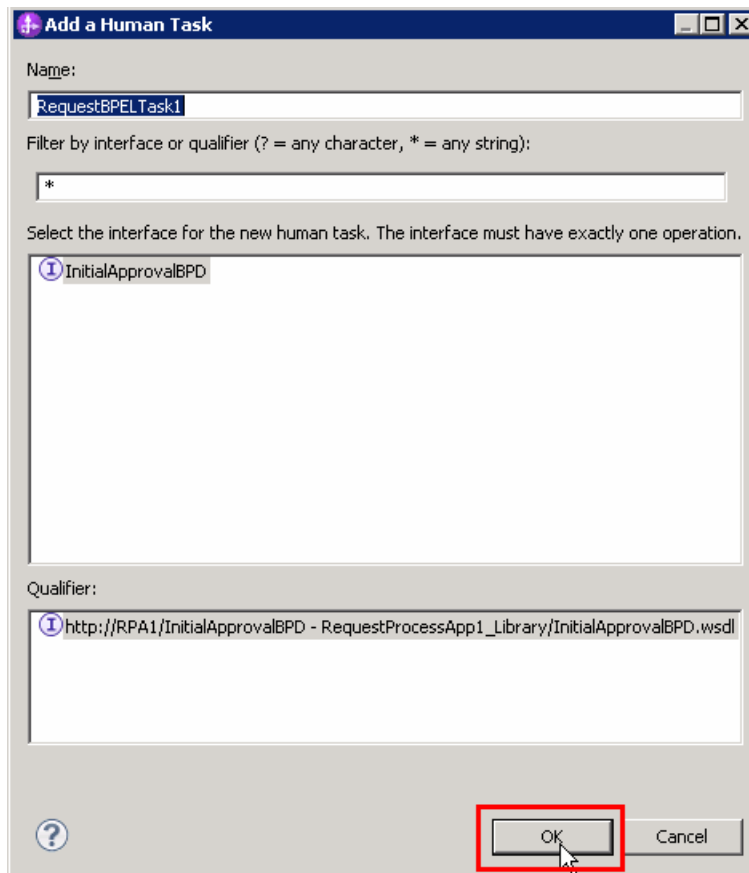 Add a Human Task
Name:
RequestBPELTask1
Filter by interface or qualifier (? = any character, * = any string):
*
Select the interface for the new human task. The interface must have exactly one operation.
InitialApprovalBPD
Qualifier:
http://RPA1/InitialApprovalBPD - RequestProcessApp1_Library/InitialApprovalBPD.wsdl
OK Cancel